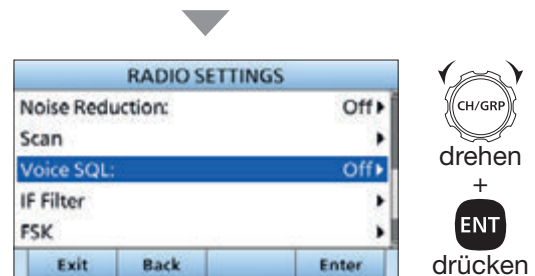 RADIO SETTINGS
Noise Reduction: Off
Scan
Voice SQL: Off
IF Filter
FSK
Exit Back Enter
CH/GRP
drehen
+
ENT
drücken